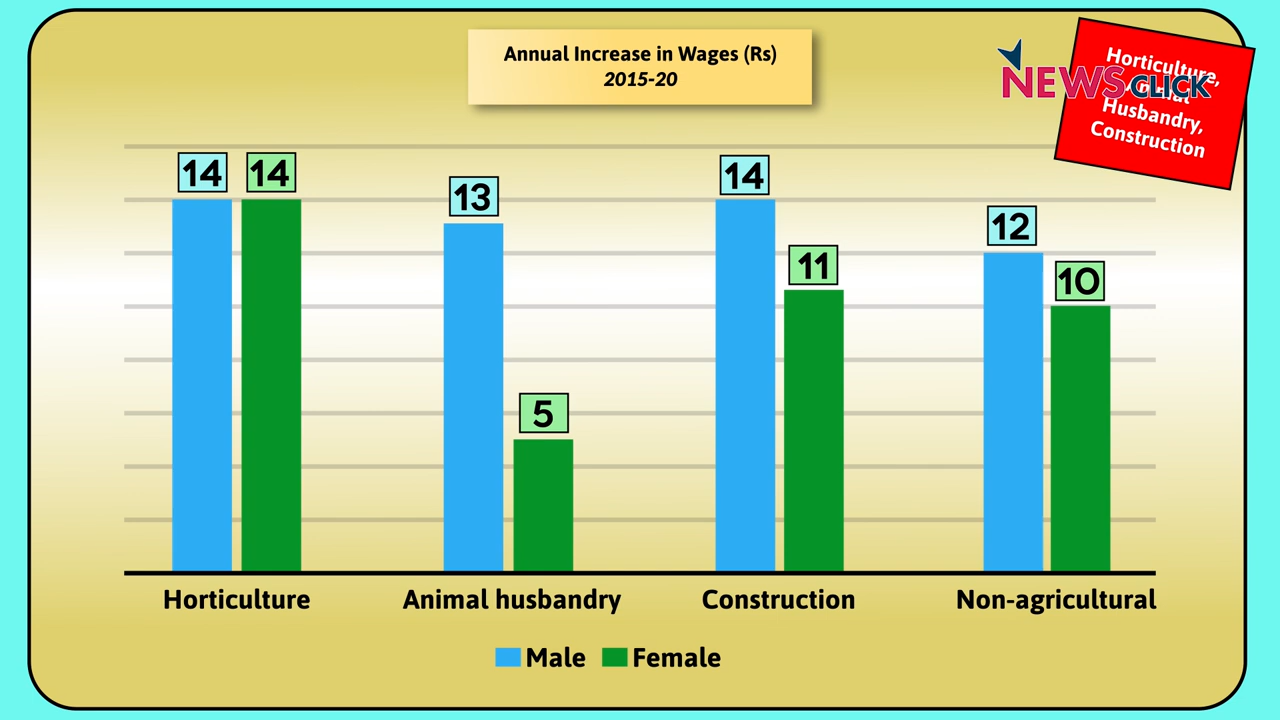 Annual Increase in Wages (Rs)
2015-20
NEWSCLICK
Horticulture,
Husbandry,
Construction
14 14
13
5
14
11
12
10
Horticulture Animal husbandry Construction Non-agricultural
Male Female